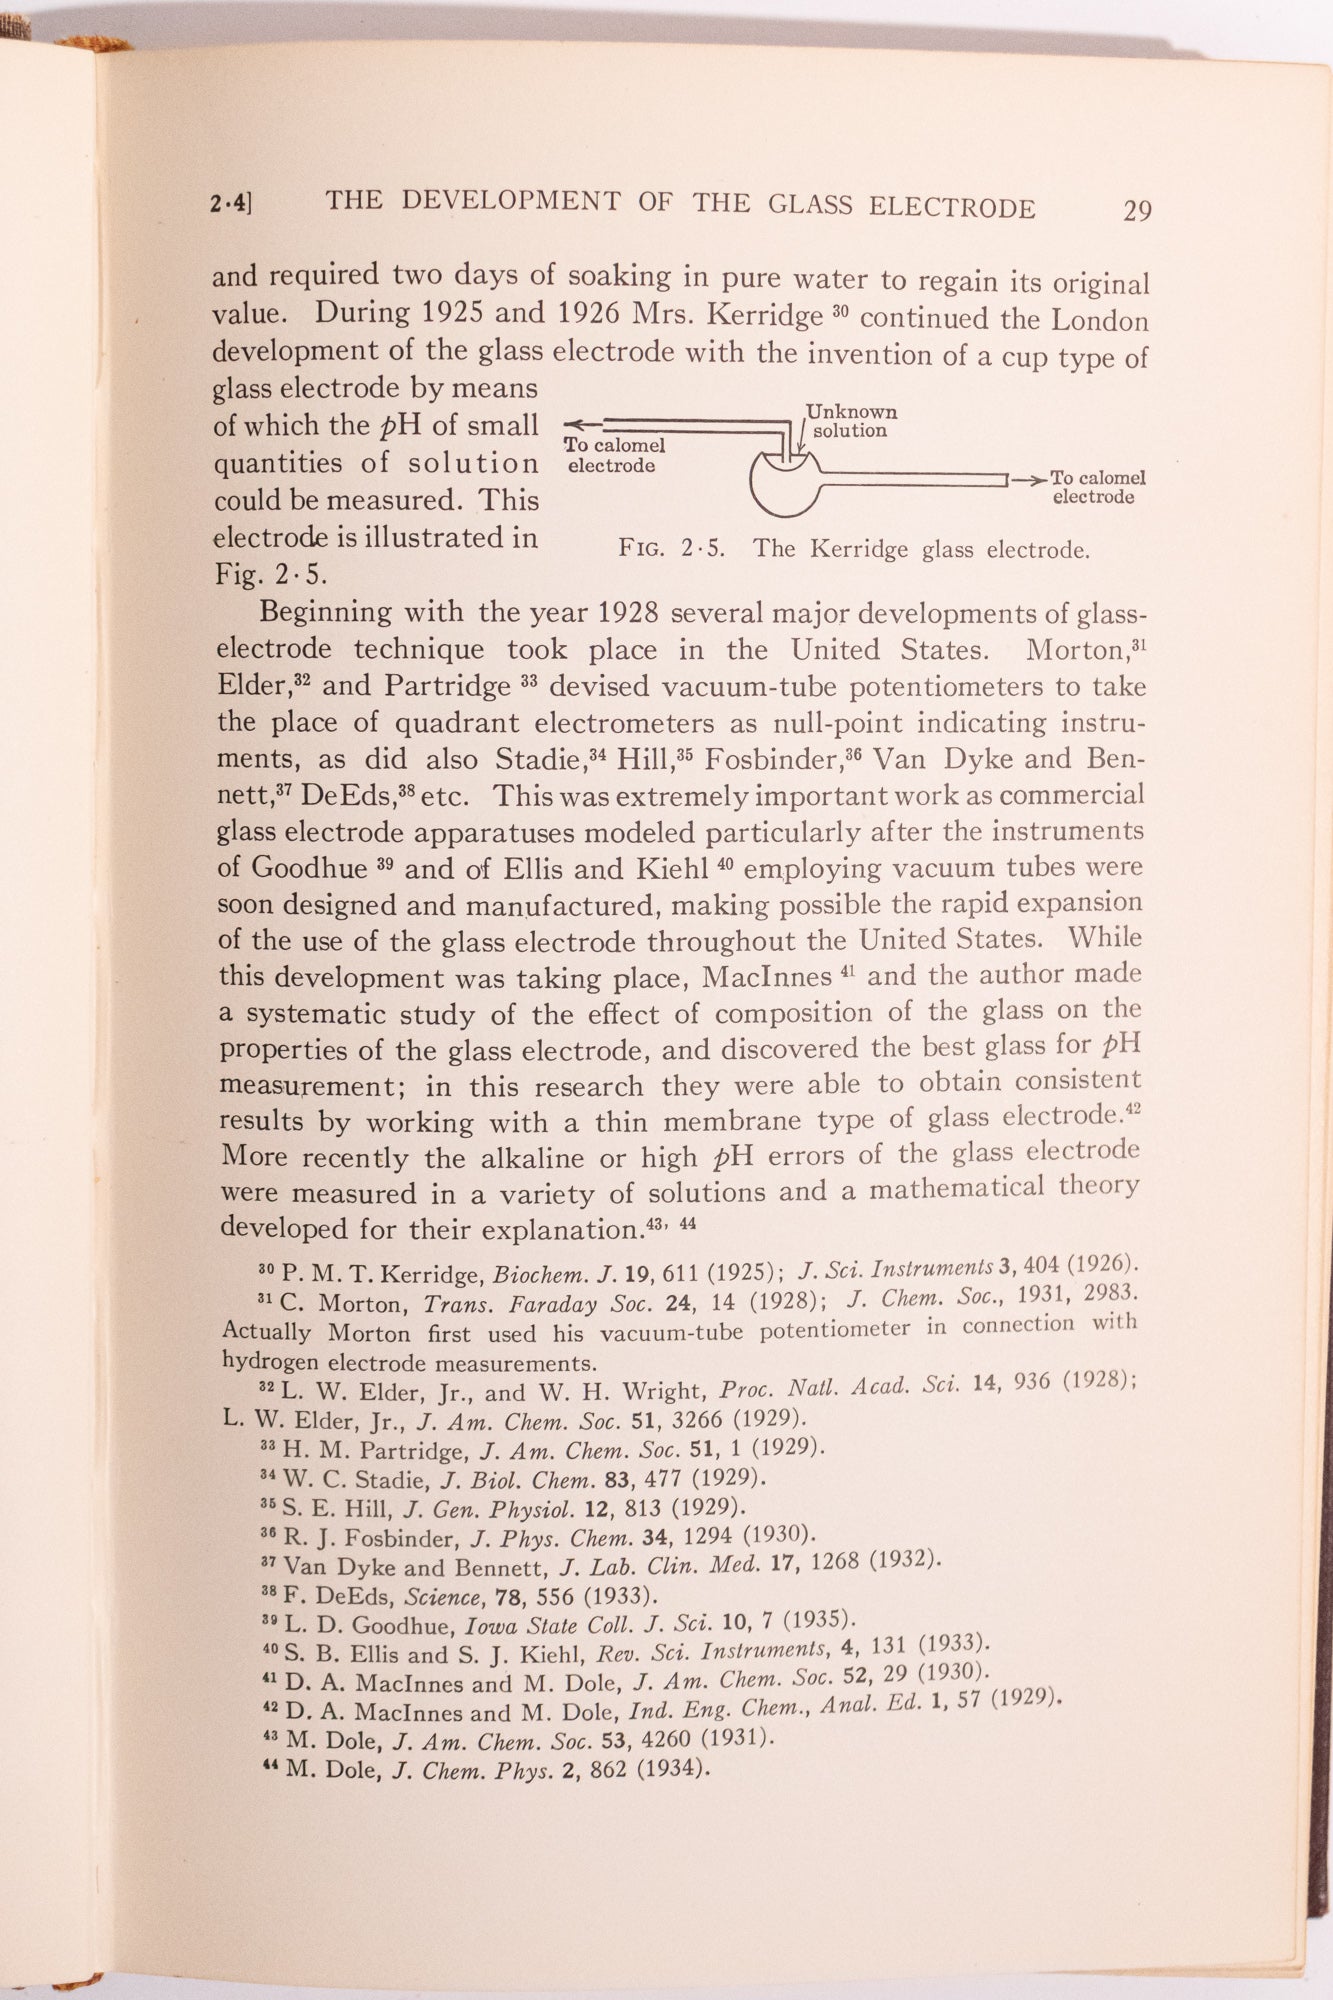 2·4] THE DEVELOPMENT OF THE GLASS ELECTRODE 29
and required two days of soaking in pure water to regain its original
value. During 1925 and 1926 Mrs. Kerridge ³⁰ continued the London
development of the glass electrode with the invention of a cup type of
glass electrode by means
of which the pH of small
quantities of solution
could be measured. This
electrode is illustrated in
Fig. 2·5.
Unknown
solution
To calomel
electrode
To calomel
electrode
FIG. 2·5. The Kerridge glass electrode.
Beginning with the year 1928 several major developments of glass-
electrode technique took place in the United States. Morton,³¹
Elder,³² and Partridge ³³ devised vacuum-tube potentiometers to take
the place of quadrant electrometers as null-point indicating instru-
ments, as did also Stadie,³⁴ Hill,³⁵ Fosbinder,³⁶ Van Dyke and Ben-
nett,³⁷ DeEds,³⁸ etc. This was extremely important work as commercial
glass electrode apparatuses modeled particularly after the instruments
of Goodhue ³⁹ and of Ellis and Kiehl ⁴⁰ employing vacuum tubes were
soon designed and manufactured, making possible the rapid expansion
of the use of the glass electrode throughout the United States. While
this development was taking place, MacInnes ⁴¹ and the author made
a systematic study of the effect of composition of the glass on the
properties of the glass electrode, and discovered the best glass for pH
measurement; in this research they were able to obtain consistent
results by working with a thin membrane type of glass electrode.⁴²
More recently the alkaline or high pH errors of the glass electrode
were measured in a variety of solutions and a mathematical theory
developed for their explanation.⁴³, ⁴⁴
³⁰ P. M. T. Kerridge, Biochem. J. 19, 611 (1925); J. Sci. Instruments 3, 404 (1926).
³¹ C. Morton, Trans. Faraday Soc. 24, 14 (1928); J. Chem. Soc., 1931, 2983.
Actually Morton first used his vacuum-tube potentiometer in connection with
hydrogen electrode measurements.
³² L. W. Elder, Jr., and W. H. Wright, Proc. Natl. Acad. Sci. 14, 936 (1928);
L. W. Elder, Jr., J. Am. Chem. Soc. 51, 3266 (1929).
³³ H. M. Partridge, J. Am. Chem. Soc. 51, 1 (1929).
³⁴ W. C. Stadie, J. Biol. Chem. 83, 477 (1929).
³⁵ S. E. Hill, J. Gen. Physiol. 12, 813 (1929).
³⁶ R. J. Fosbinder, J. Phys. Chem. 34, 1294 (1930).
³⁷ Van Dyke and Bennett, J. Lab. Clin. Med. 17, 1268 (1932).
³⁸ F. DeEds, Science, 78, 556 (1933).
³⁹ L. D. Goodhue, Iowa State Coll. J. Sci. 10, 7 (1935).
⁴⁰ S. B. Ellis and S. J. Kiehl, Rev. Sci. Instruments, 4, 131 (1933).
⁴¹ D. A. MacInnes and M. Dole, J. Am. Chem. Soc. 52, 29 (1930).
⁴² D. A. MacInnes and M. Dole, Ind. Eng. Chem., Anal. Ed. 1, 57 (1929).
⁴³ M. Dole, J. Am. Chem. Soc. 53, 4260 (1931).
⁴⁴ M. Dole, J. Chem. Phys. 2, 862 (1934).